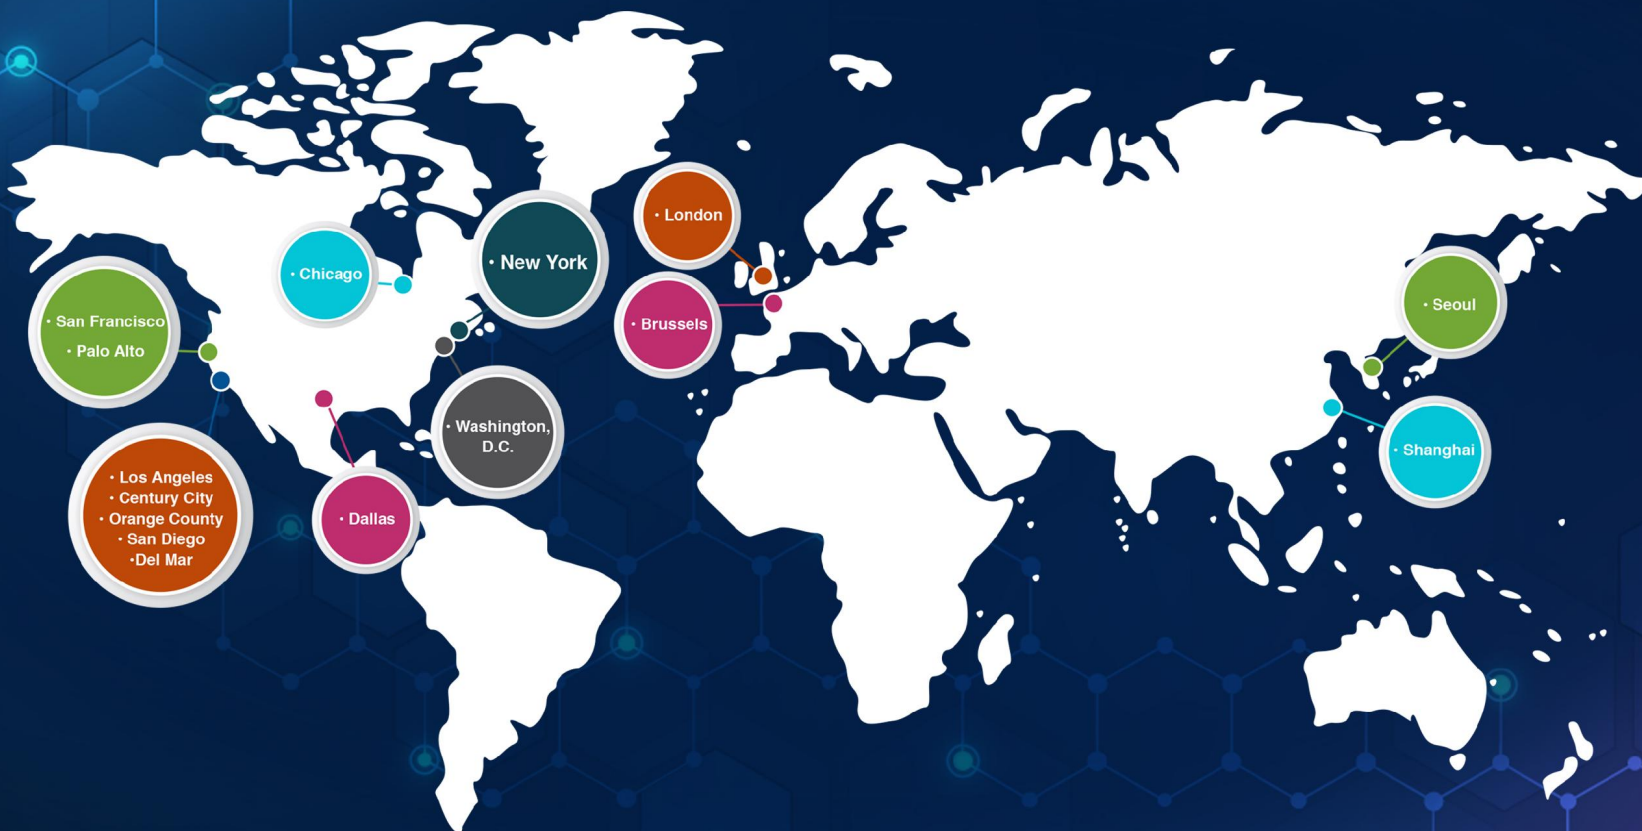 • San Francisco
• Palo Alto
• Los Angeles
• Century City
• Orange County
• San Diego
•Del Mar
• Chicago
• Dallas
• New York
• Washington,
D.C.
• London
• Brussels
• Seoul
• Shanghai